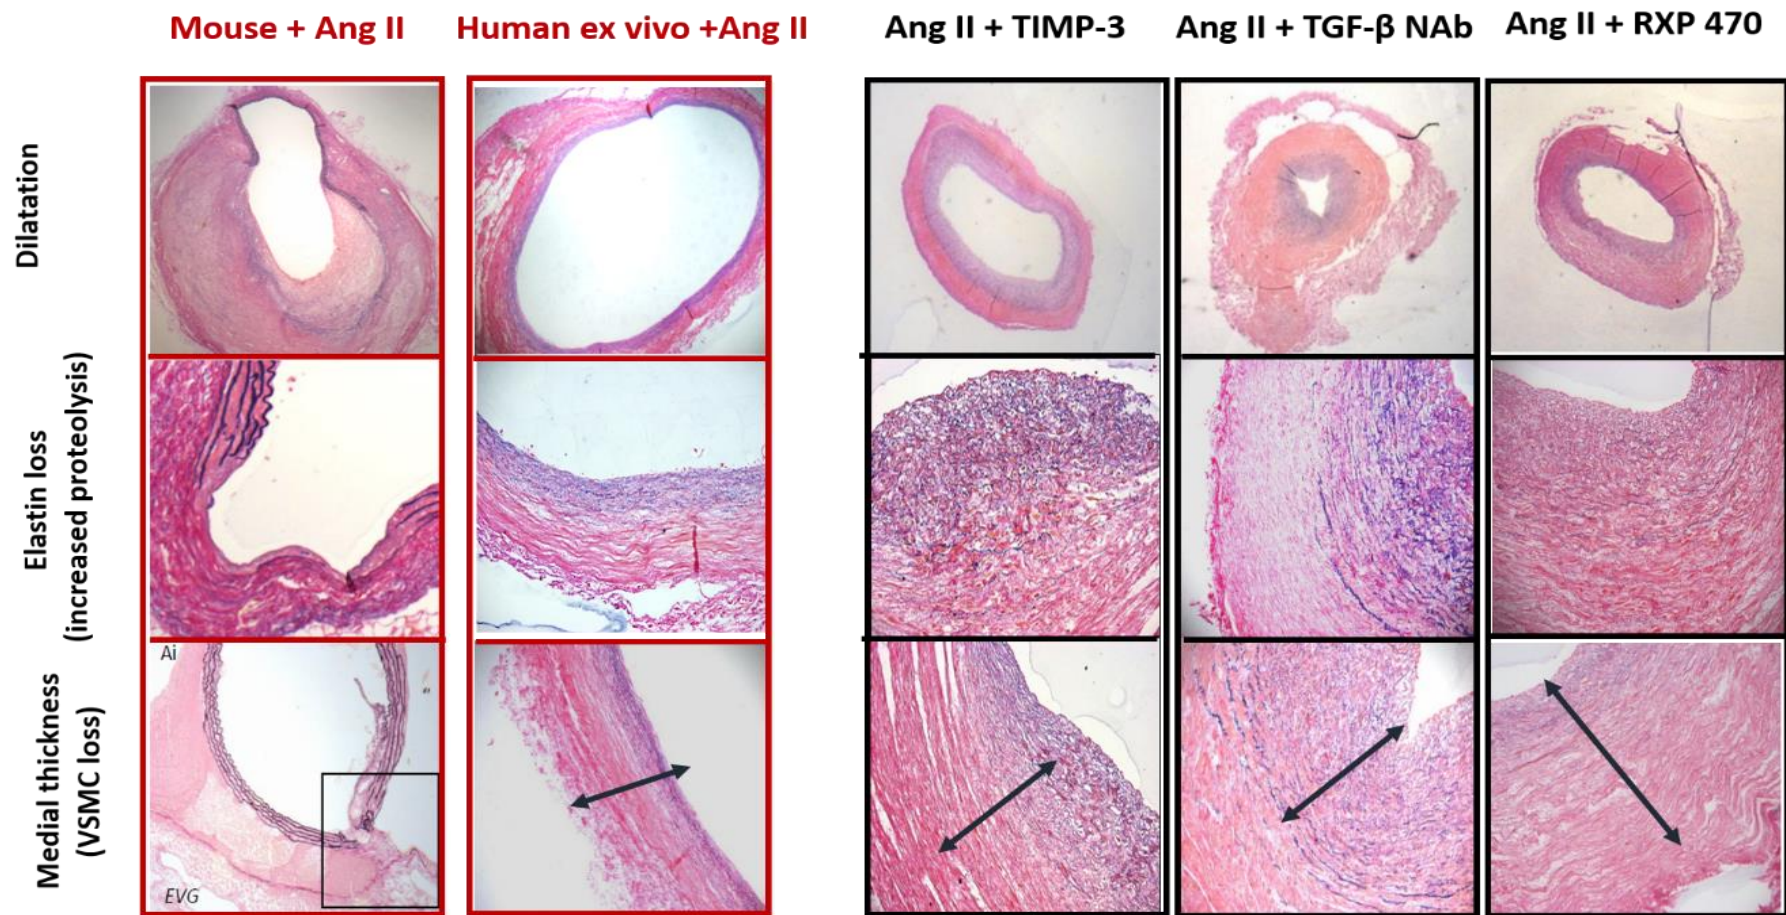 Mouse + Ang II
Human ex vivo +Ang II
Ang II + TIMP-3
Ang II + TGF-β NAb
Ang II + RXP 470
Dilatation
Elastin loss
(increased proteolysis)
Medial thickness
(VSMC loss)
Ai
EVG